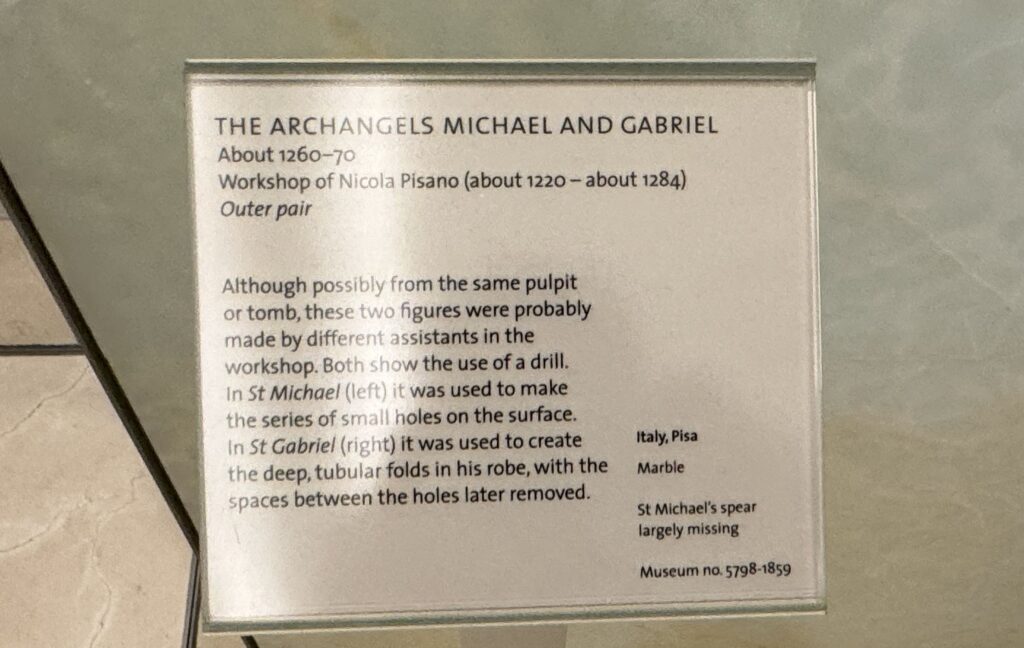 THE ARCHANGELS MICHAEL AND GABRIEL
About 1260–70
Workshop of Nicola Pisano (about 1220 – about 1284)
Outer pair
Although possibly from the same pulpit
or tomb, these two figures were probably
made by different assistants in the
workshop. Both show the use of a drill.
In St Michael (left) it was used to make
the series of small holes on the surface.
In St Gabriel (right) it was used to create
the deep, tubular folds in his robe, with the
spaces between the holes later removed.
Italy, Pisa
Marble
St Michael's spear
largely missing
Museum no. 5798-1859